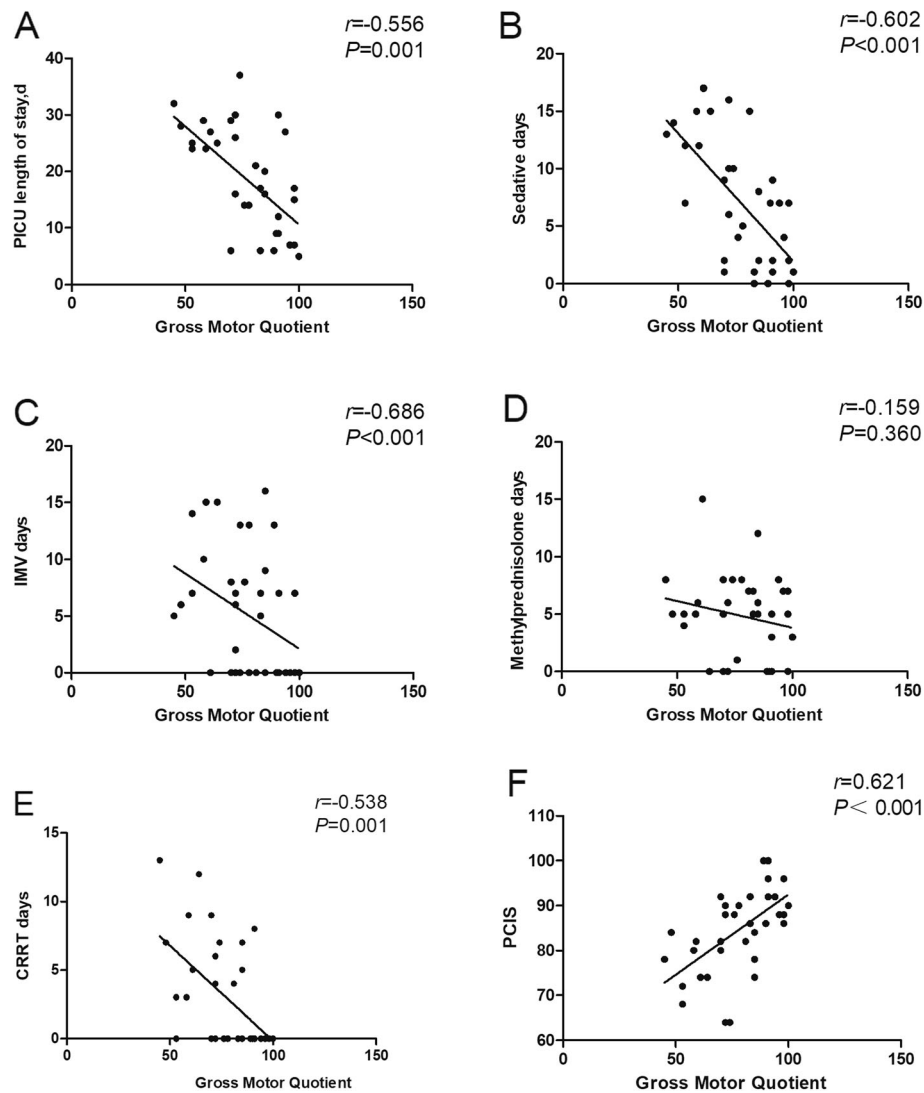 A
r=-0.556
P=0.001
PICU length of stay,d
40
30
20
10
0
0 50 100 150
Gross Motor Quotient
B
r=-0.602
P<0.001
Sedative days
20
15
10
5
0
0 50 100 150
Gross Motor Quotient
C
r=-0.686
P<0.001
IMV days
20
15
10
5
0
0 50 100 150
Gross Motor Quotient
D
r=-0.159
P=0.360
Methylprednisolone days
20
15
10
5
0
0 50 100 150
Gross Motor Quotient
E
r=-0.538
P=0.001
CRRT days
15
10
5
0
0 50 100 150
Gross Motor Quotient
F
r=0.621
P< 0.001
PCIS
110
100
90
80
70
60
0 50 100 150
Gross Motor Quotient